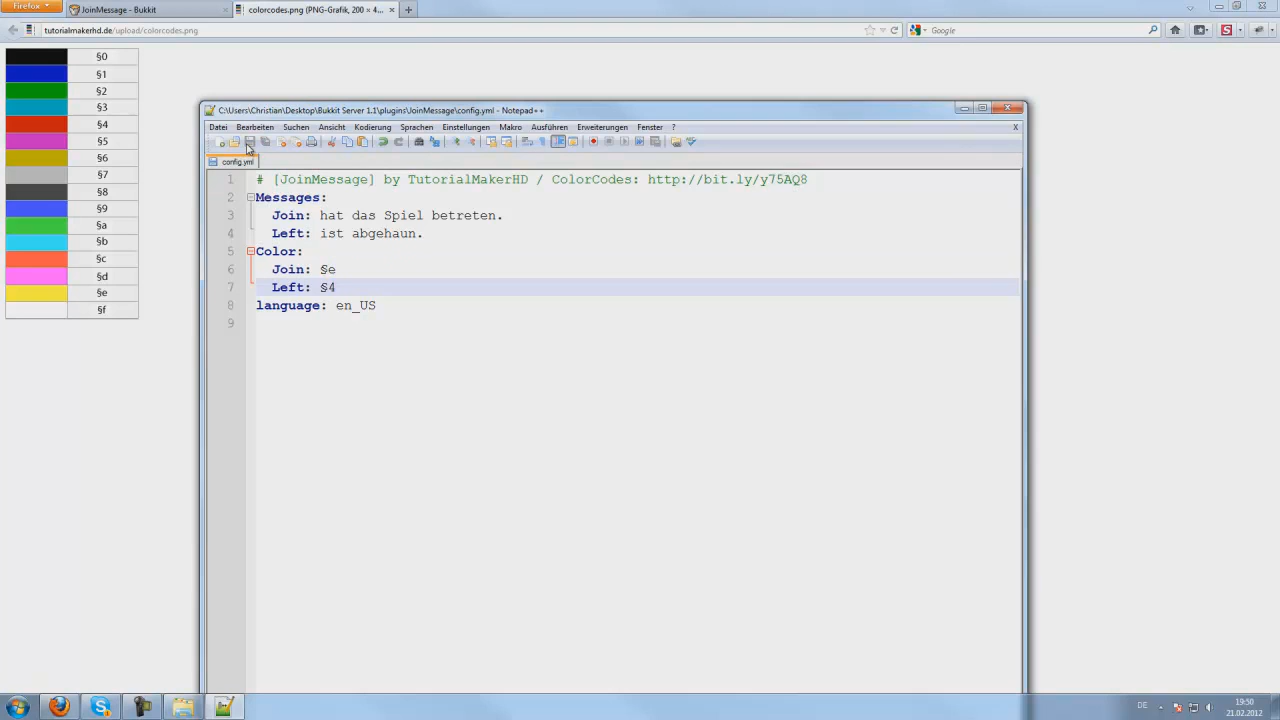 Firefox
JoinMessage - Bukkit
colorcodes.png (PNG-Grafik, 200 × 4...
tutorialmakerhd.de/upload/colorcodes.png
Google
§0
§1
§2
§3
§4
§5
§6
§7
§8
§9
§a
§b
§c
§d
§e
§f
C:\Users\Christian\Desktop\Bukkit Server 1.1\plugins\JoinMessage\config.yml - Notepad++
Datei Bearbeiten Suchen Ansicht Kodierung Sprachen Einstellungen Makro Ausführen Erweiterungen Fenster ? X
config.yml
1 # [JoinMessage] by TutorialMakerHD / ColorCodes: http://bit.ly/y75AQ8
2 Messages:
3 Join: hat das Spiel betreten.
4 Left: ist abgehaun.
5 Color:
6 Join: §e
7 Left: §4
8 language: en_US
9
DE
19:50
21.02.2012